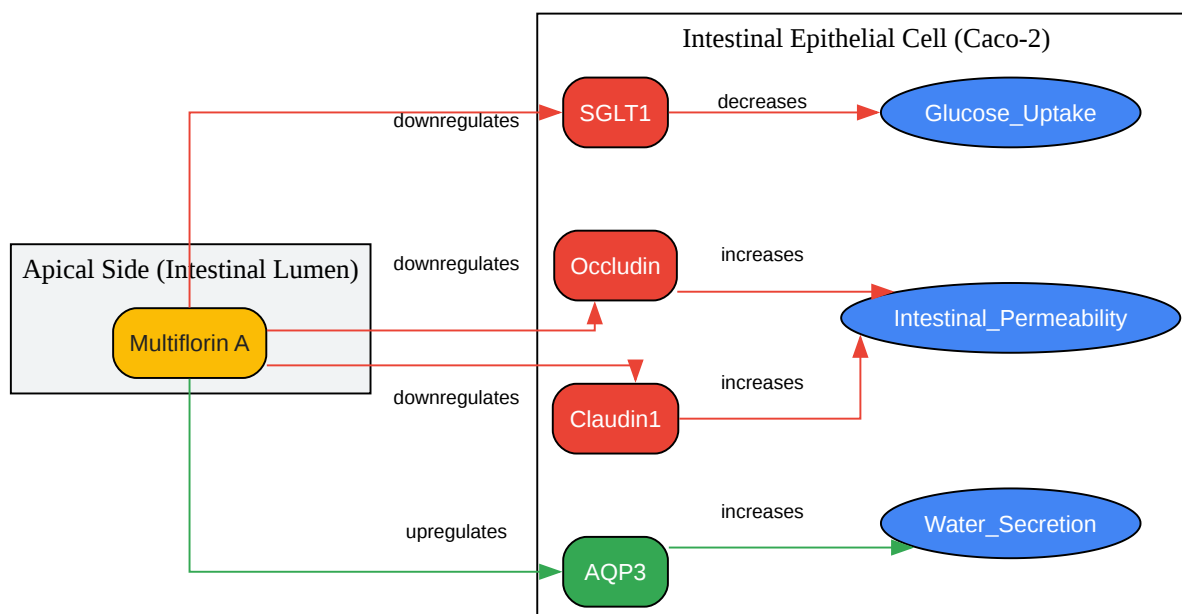 Intestinal Epithelial Cell (Caco-2)
SGLT1
decreases
Glucose_Uptake
downregulates
Apical Side (Intestinal Lumen)
downregulates
Occludin
increases
Multiflorin A
Intestinal_Permeability
downregulates
Claudin1
increases
upregulates
AQP3
increases
Water_Secretion